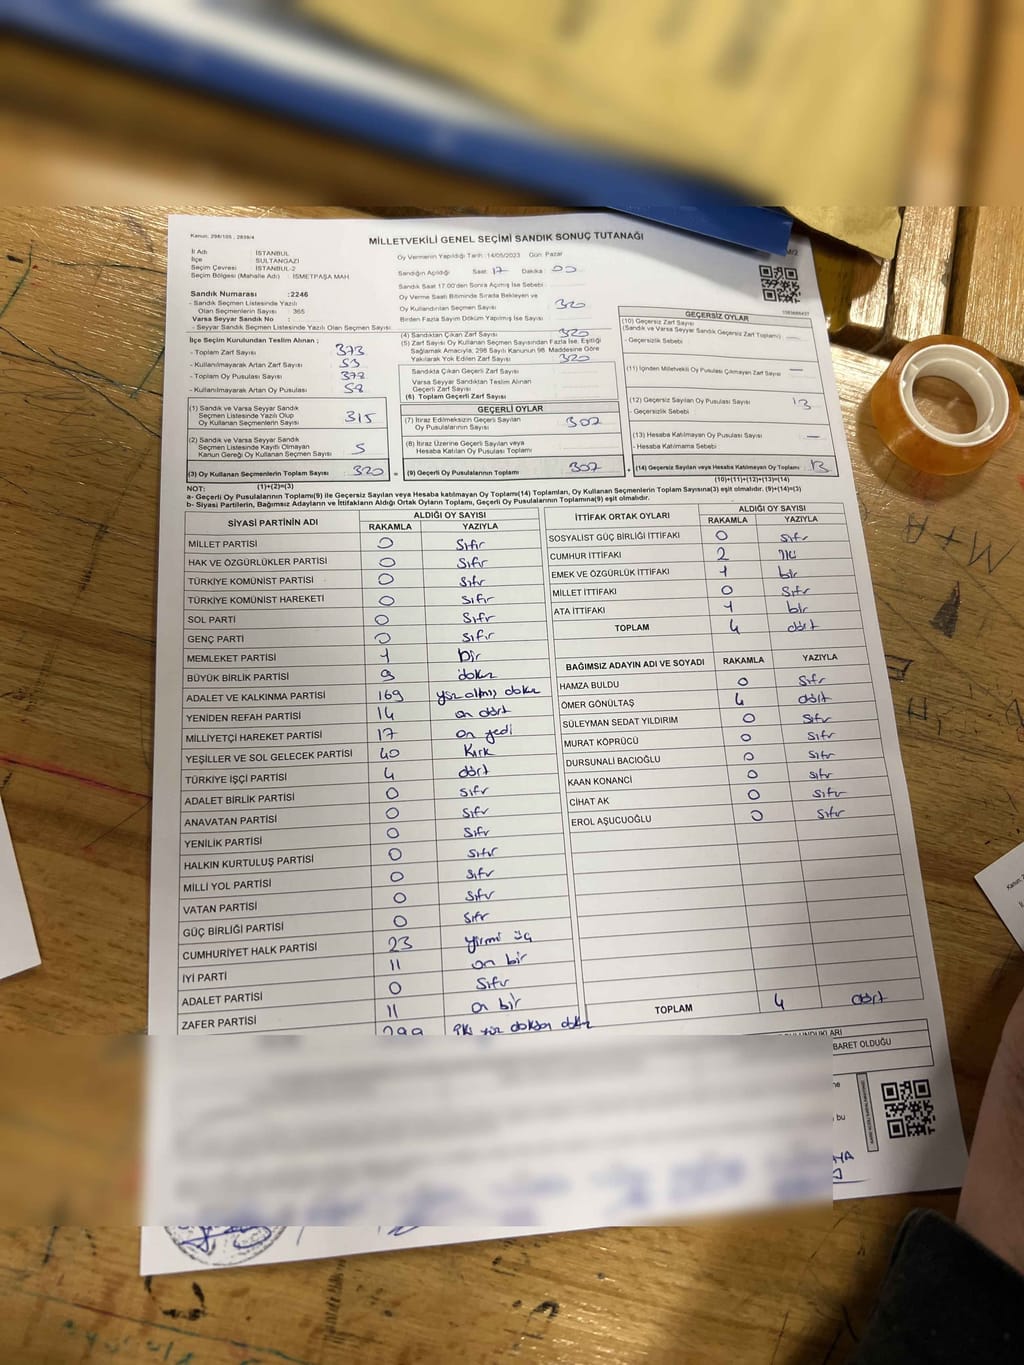 Kanun: 298/105 ; 2839/4
MİLLETVEKİLİ GENEL SEÇİMİ SANDIK SONUÇ TUTANAĞI
İl Adı : İSTANBUL
İlçe : SULTANGAZİ
Seçim Çevresi : İSTANBUL-2
Seçim Bölgesi (Mahalle Adı) : İSMETPAŞA MAH
Sandık Numarası :2246
- Sandık Seçmen Listesinde Yazılı
Olan Seçmenlerin Sayısı : 365
Varsa Seyyar Sandık No :
- Seyyar Sandık Seçmen Listesinde Yazılı Olan Seçmen Sayısı:
İlçe Seçim Kurulundan Teslim Alınan ;
- Toplam Zarf Sayısı 373
- Kullanılmayarak Artan Zarf Sayısı 53
- Toplam Oy Pusulası Sayısı 378
- Kullanılmayarak Artan Oy Pusulası 58
(1) Sandık ve Varsa Seyyar Sandık
Seçmen Listesinde Yazılı Olup
Oy Kullanan Seçmenlerin Sayısı 315
(2) Sandık ve Varsa Seyyar Sandık
Seçmen Listesinde Kayıtlı Olmayan
Kanun Gereği Oy Kullanan Seçmenlerin Sayısı 5
(3) Oy Kullanan Seçmenlerin Toplam Sayısı 320 =
(1)+(2)=(3)
Oy Vermenin Yapıldığı Tarih :14/05/2023 Gün: Pazar
Sandığın Açıldığı Saat: 17 Dakika : 00
Sandık Saat 17.00'den Sonra Açılmış İse Sebebi :
Oy Verme Saati Bitiminde Sırada Bekleyen ve
Oy Kullandırılan Seçmen Sayısı 320
Birden Fazla Sayım Döküm Yapılmış İse Sayısı :
(4) Sandıktan Çıkan Zarf Sayısı 320
(5) Zarf Sayısı Oy Kullanan Seçmen Sayısından Fazla İse, Eşitliği
Sağlamak Amacıyla, 298 Sayılı Kanunun 98. Maddesine Göre
Yakılarak Yok Edilen Zarf Sayısı 320
Sandıkta Çıkan Geçerli Zarf Sayısı
Varsa Seyyar Sandıktan Teslim Alınan
Geçerli Zarf Sayısı
(6) Toplam Geçerli Zarf Sayısı
GEÇERLİ OYLAR
(7) İtiraz Edilmeksizin Geçerli Sayılan
Oy Pusulalarının Sayısı 307
(8) İtiraz Üzerine Geçerli Sayılan veya
Hesaba Katılan Oy Pusulası Toplamı
(9) Geçerli Oy Pusulalarının Toplamı 307 +
M/2
1583686437
GEÇERSİZ OYLAR
(10) Geçersiz Zarf Sayısı
(Sandık ve Varsa Seyyar Sandık Geçersiz Zarf Toplamı)
- Geçersizlik Sebebi
(11) İçinden Milletvekili Oy Pusulası Çıkmayan Zarf Sayısı —
(12) Geçersiz Sayılan Oy Pusulası Sayısı 13
- Geçersizlik Sebebi
(13) Hesaba Katılmayan Oy Pusulası Sayısı —
- Hesaba Katılmama Sebebi
(14) Geçersiz Sayılan veya Hesaba Katılmayan Oy Toplamı 13
(10)+(11)+(12)+(13)=(14)
NOT:
a- Geçerli Oy Pusulalarının Toplamı(9) ile Geçersiz Sayılan veya Hesaba katılmayan Oy Toplamı(14) Toplamları, Oy Kullanan Seçmenlerin Toplam Sayısına(3) eşit olmalıdır. (9)+(14)=(3)
b- Siyasi Partilerin, Bağımsız Adayların ve İttifakların Aldığı Ortak Oyların Toplamı, Geçerli Oy Pusulalarının Toplamına(9) eşit olmalıdır.
SİYASİ PARTİNİN ADI ALDIĞI OY SAYISI
RAKAMLA YAZIYLA
MİLLET PARTİSİ 0 Sıfır
HAK VE ÖZGÜRLÜKLER PARTİSİ 0 Sıfır
TÜRKİYE KOMÜNİST PARTİSİ 0 Sıfır
TÜRKİYE KOMÜNİST HAREKETİ 0 Sıfır
SOL PARTİ 0 Sıfır
GENÇ PARTİ 0 Sıfır
MEMLEKET PARTİSİ 1 bir
BÜYÜK BİRLİK PARTİSİ 9 dokuz
ADALET VE KALKINMA PARTİSİ 169 yüz altmış dokuz
YENİDEN REFAH PARTİSİ 14 on dört
MİLLİYETÇİ HAREKET PARTİSİ 17 on yedi
YEŞİLLER VE SOL GELECEK PARTİSİ 40 Kırk
TÜRKİYE İŞÇİ PARTİSİ 4 dört
ADALET BİRLİK PARTİSİ 0 Sıfır
ANAVATAN PARTİSİ 0 Sıfır
YENİLİK PARTİSİ 0 Sıfır
HALKIN KURTULUŞ PARTİSİ 0 Sıfır
MİLLİ YOL PARTİSİ 0 Sıfır
VATAN PARTİSİ 0 Sıfır
GÜÇ BİRLİĞİ PARTİSİ 0 Sıfır
CUMHURİYET HALK PARTİSİ 23 yirmi üç
İYİ PARTİ 11 on bir
ADALET PARTİSİ 0 Sıfır
ZAFER PARTİSİ 11 on bir
299 iki yüz doksan dokuz
İTTİFAK ORTAK OYLARI ALDIĞI OY SAYISI
RAKAMLA YAZIYLA
SOSYALİST GÜÇ BİRLİĞİ İTTİFAKI 0 Sıfır
CUMHUR İTTİFAKI 2 iki
EMEK VE ÖZGÜRLÜK İTTİFAKI 1 bir
MİLLET İTTİFAKI 0 Sıfır
ATA İTTİFAKI 1 bir
TOPLAM 4 dört
BAĞIMSIZ ADAYIN ADI VE SOYADI RAKAMLA YAZIYLA
HAMZA BULDU 0 Sıfır
ÖMER GÖNÜLTAŞ 4 dört
SÜLEYMAN SEDAT YILDIRIM 0 Sıfır
MURAT KÖPRÜCÜ 0 Sıfır
DURSUNALİ BACIOĞLU 0 Sıfır
KAAN KONANCİ 0 Sıfır
CİHAT AK 0 Sıfır
EROL AŞUCUOĞLU 0 Sıfır
TOPLAM 4 dört
BARET OLDUĞU
bu
M+A